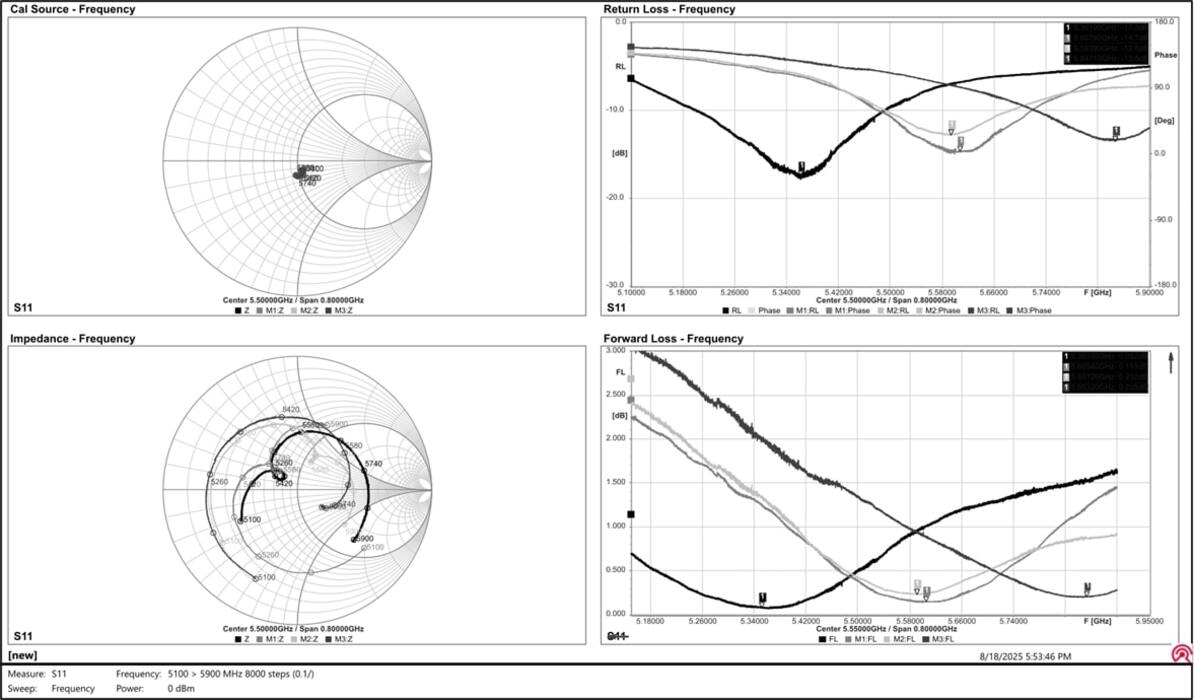 Cal Source - Frequency
5740
Center 5.50000GHz / Span 0.80000GHz
S11
Z M1:Z M2:Z M3:Z
Return Loss - Frequency
0.0
180.0
RL
Phase
90.0
-10.0
[Deg]
[dB]
0.0
-20.0
-90.0
-30.0
-180.0
5.10000 5.18000 5.26000 5.34000 5.42000 5.50000 5.58000 5.66000 5.74000 F [GHz] 5.90000
Center 5.50000GHz / Span 0.80000GHz
S11
RL Phase M1:RL M1:Phase M2:RL M2:Phase M3:RL M3:Phase
Impedance - Frequency
5420
5900
5580
5740
5260
5260
5420
5740
5100
5900
5100
5260
5100
Center 5.50000GHz / Span 0.80000GHz
S11
Z M1:Z M2:Z M3:Z
Forward Loss - Frequency
3.000
FL
2.500
[dB]
2.000
1.500
1.000
0.500
0.000
5.18000 5.26000 5.34000 5.42000 5.50000 5.58000 5.66000 5.74000 F [GHz] 5.95000
Center 5.55000GHz / Span 0.80000GHz
S11
FL M1:FL M2:FL M3:FL
[new]
8/18/2025 5:53:46 PM
Measure: S11 Frequency: 5100 > 5900 MHz 8000 steps (0.1/)
Sweep: Frequency Power: 0 dBm